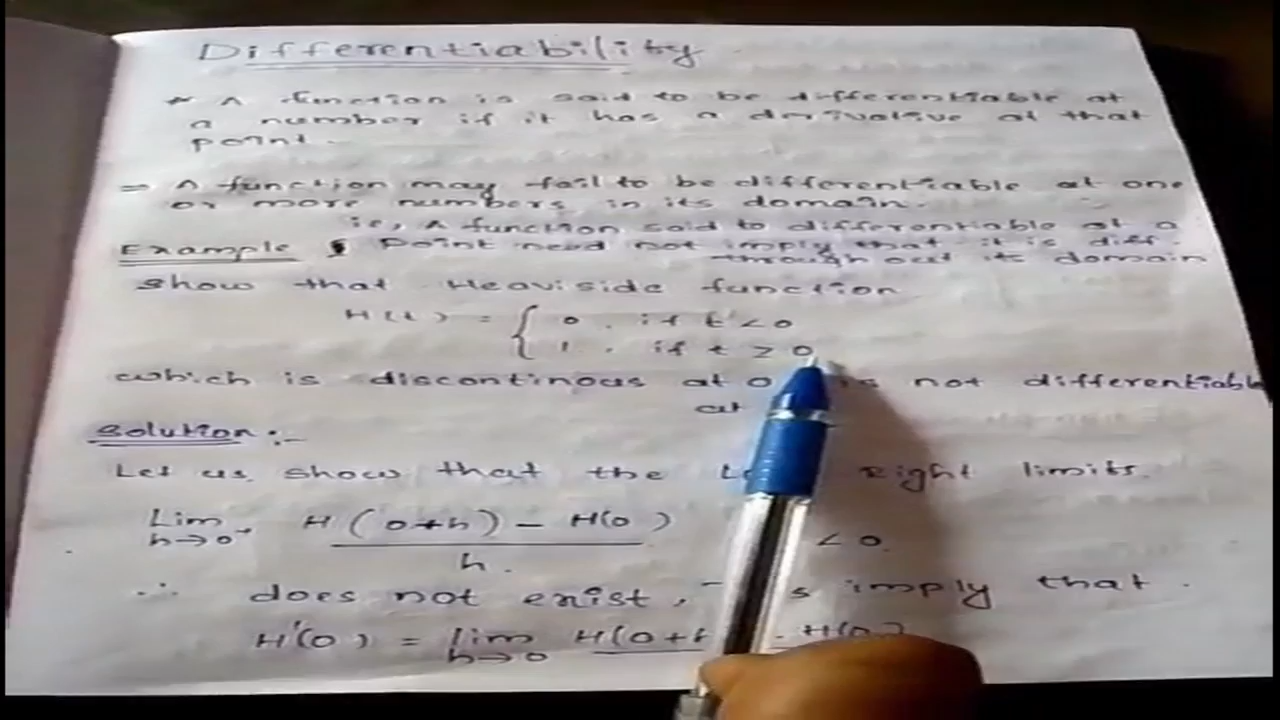 Differentiability
* A function is said to be differentiable at
a number if it has a derivative at that
point.
= A function may fail to be differentiable at one
or more numbers in its domain.
ie, A function said to differentiable at a
Example Point need not imply that it is diff.
throughout its domain
Show that Heaviside function
H(t) = { 0, if t < 0
1, if t ≥ 0
which is discontinous at 0 is not differentiable
at
Solution :-
Let us show that the right limits.
Lim h→0⁺ H(0+h) - H(0) / h < 0.
∴ does not exist, imply that
H'(0) = lim h→0 H(0+h - H(0)